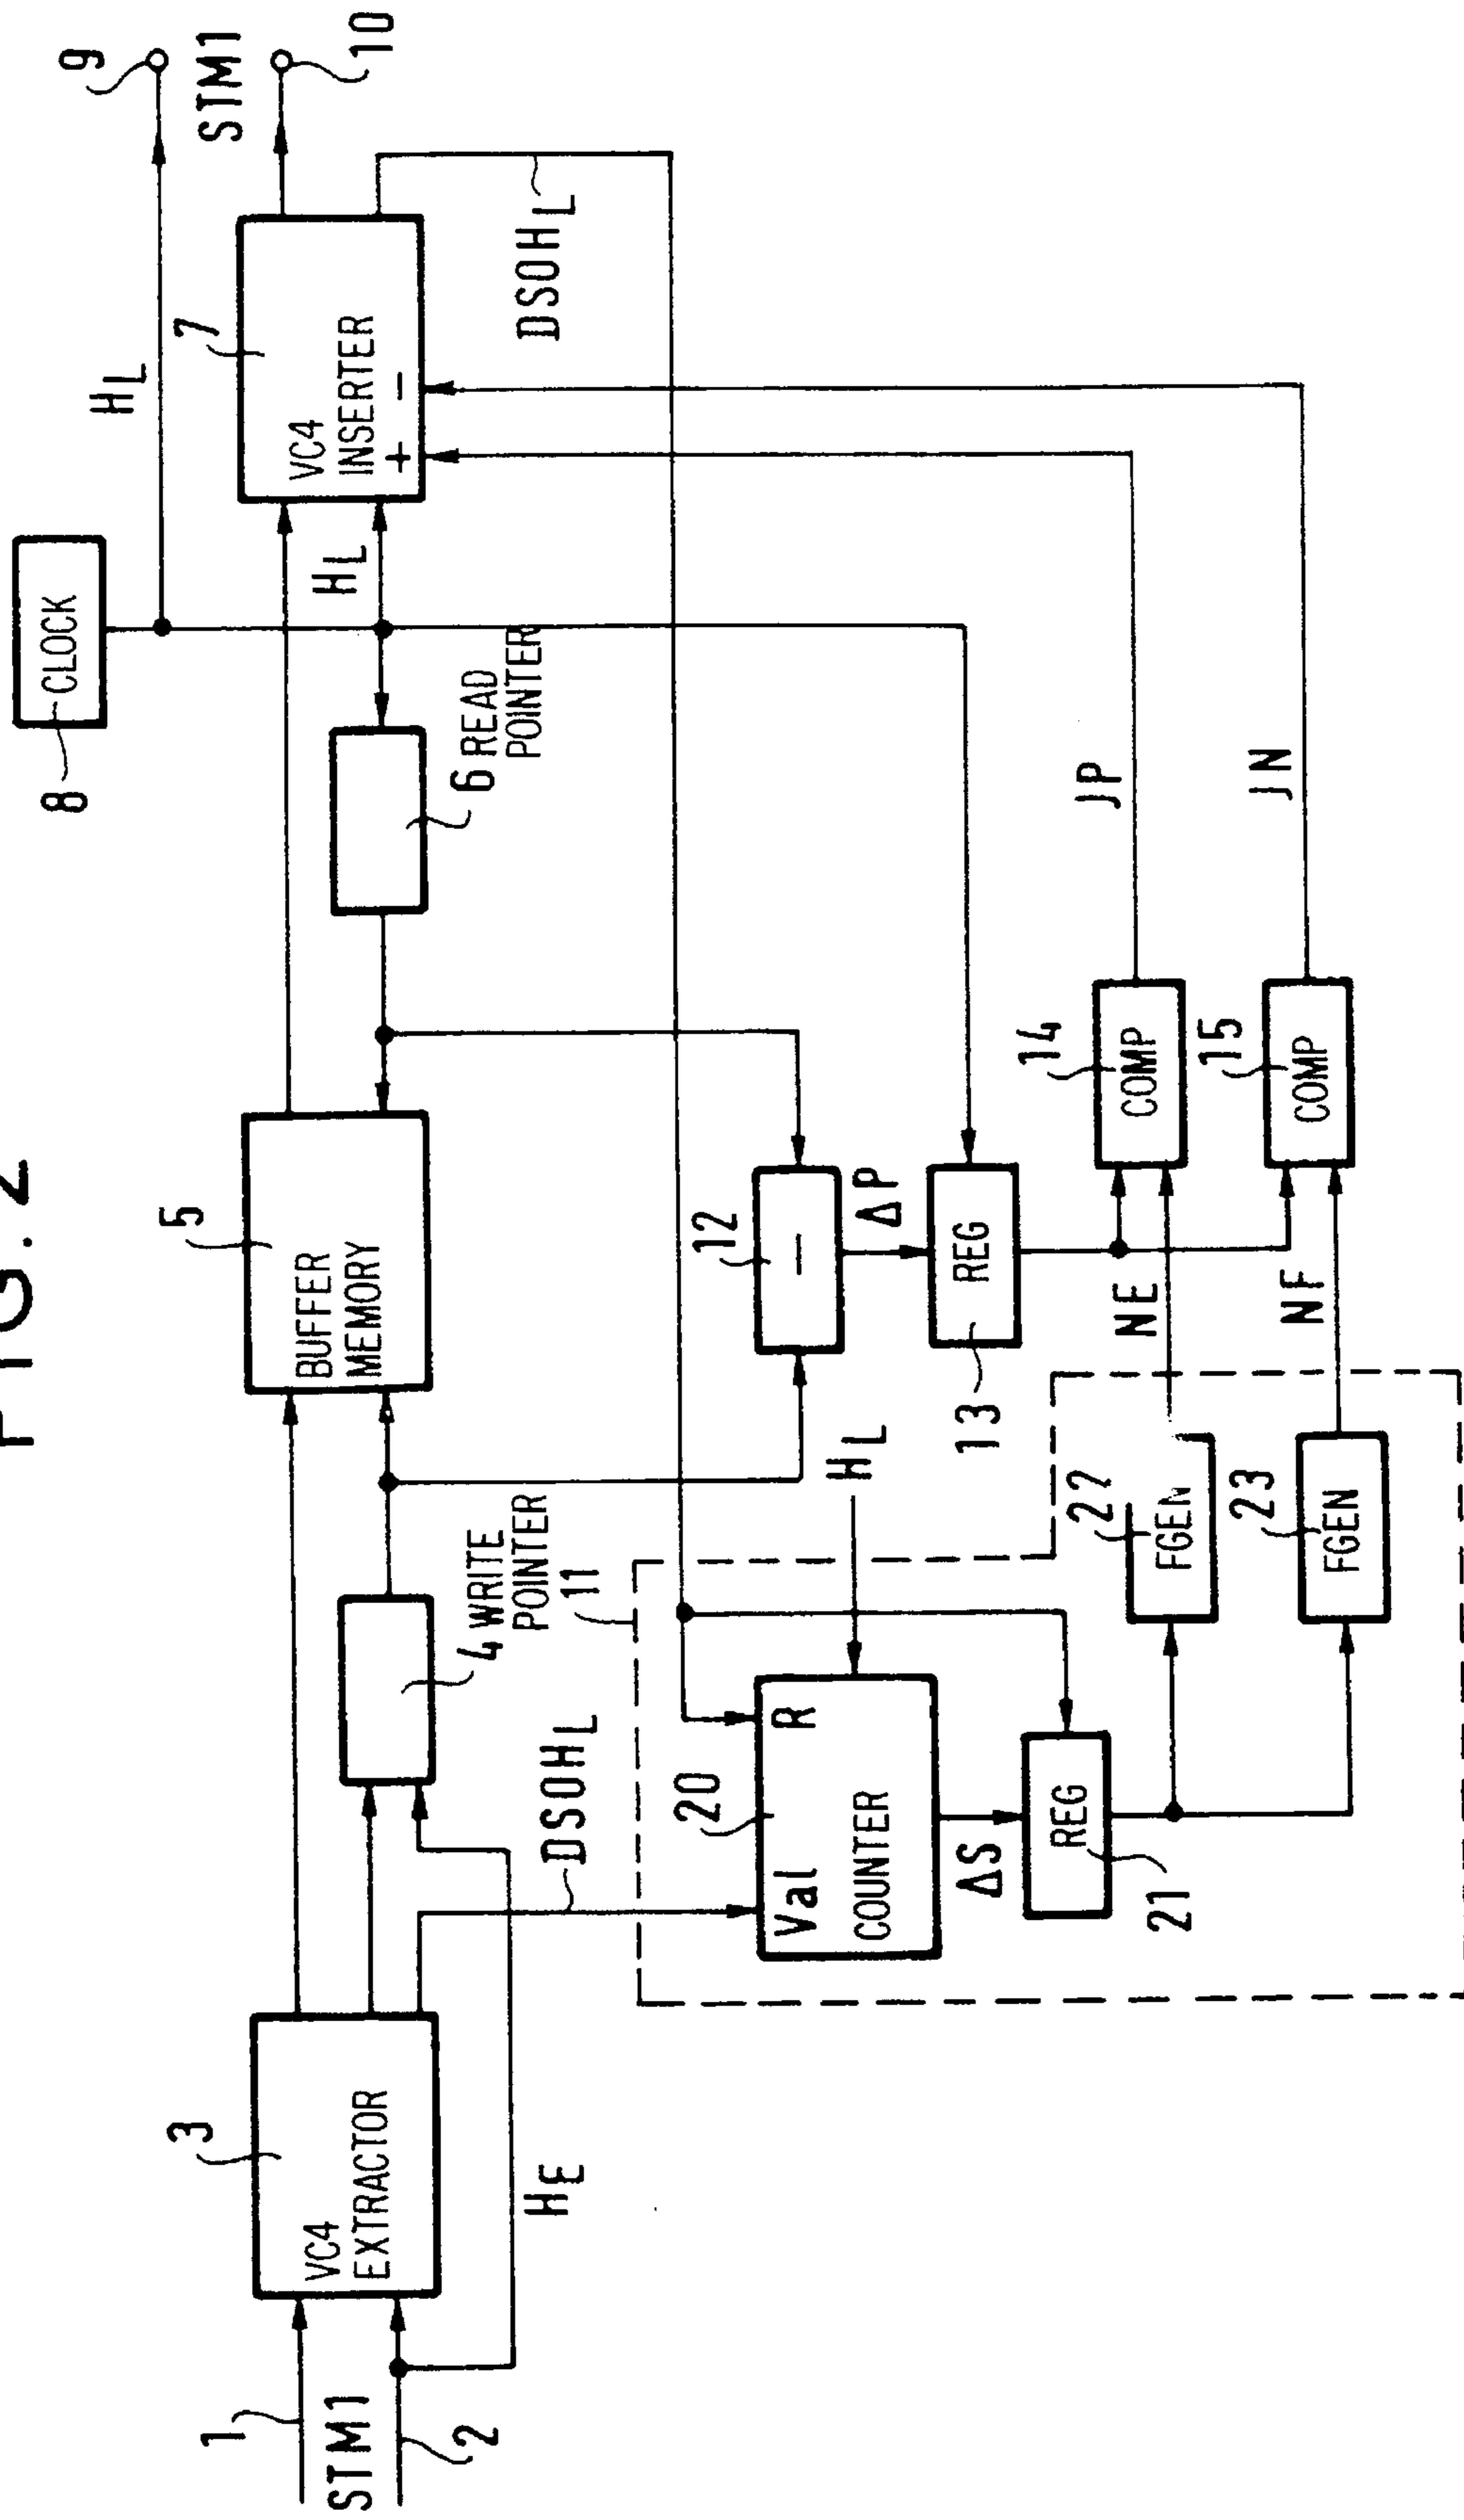 FIG. 2
CLOCK
8
HL
9
STM1
10
1
STM1
2
3
VC4
EXTRACTOR
HE
DSOHL
4 WRITE
POINTER
5
BUFFER
MEMORY
6 READ
POINTER
HL
7
VC4
INSERTER
+ −
DSOHL
11
20
Val R
COUNTER
HL
ΔS
REG
21
12
−
ΔP
REG
13
22
FGEN
23
FGEN
NE
NF
14
COMP
15
COMP
JP
JN